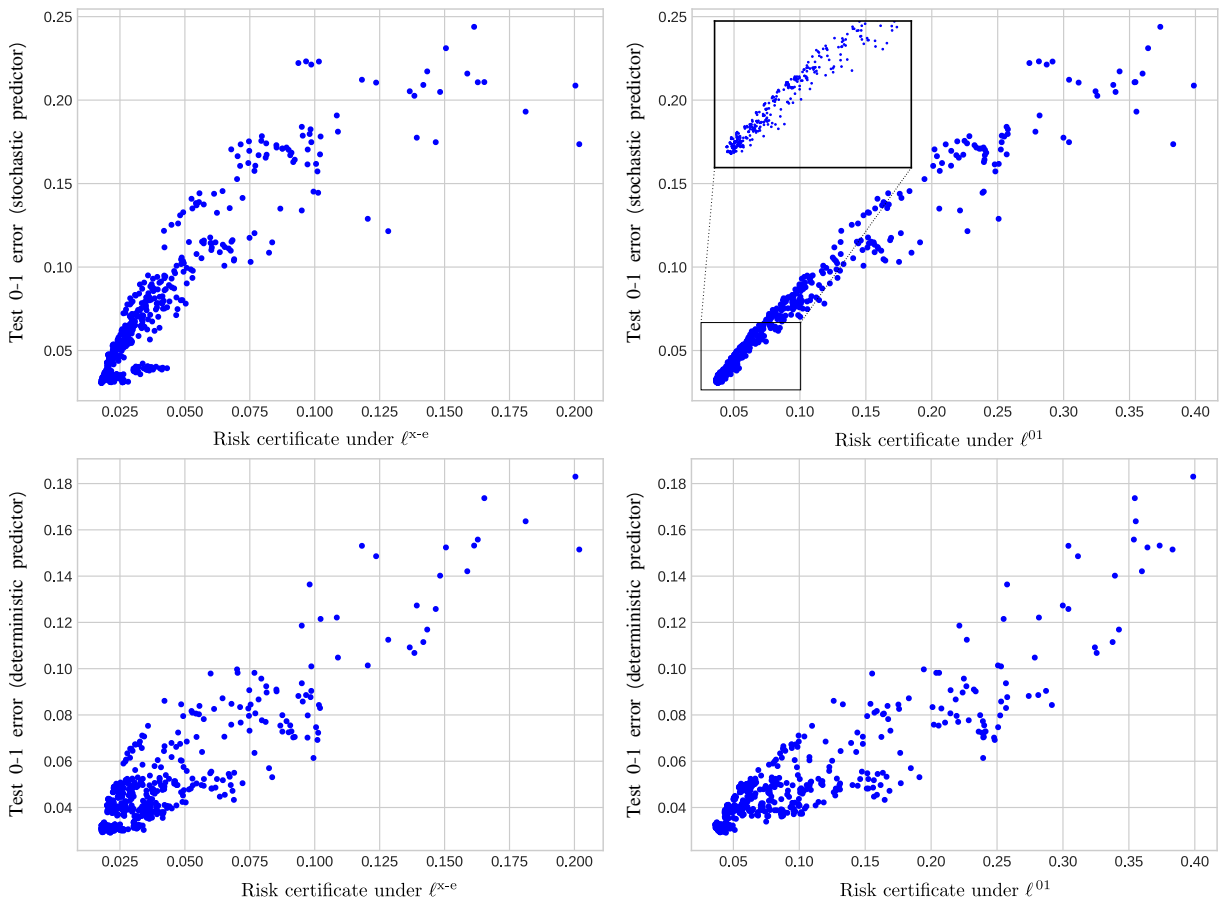 0.25
0.20
0.15
0.10
0.05
Test 0-1 error (stochastic predictor)
0.025 0.050 0.075 0.100 0.125 0.150 0.175 0.200
Risk certificate under ℓ^x-e
0.25
0.20
0.15
0.10
0.05
Test 0-1 error (stochastic predictor)
0.05 0.10 0.15 0.20 0.25 0.30 0.35 0.40
Risk certificate under ℓ^01
0.18
0.16
0.14
0.12
0.10
0.08
0.06
0.04
Test 0-1 error (deterministic predictor)
0.025 0.050 0.075 0.100 0.125 0.150 0.175 0.200
Risk certificate under ℓ^x-e
0.18
0.16
0.14
0.12
0.10
0.08
0.06
0.04
Test 0-1 error (deterministic predictor)
0.05 0.10 0.15 0.20 0.25 0.30 0.35 0.40
Risk certificate under ℓ^01